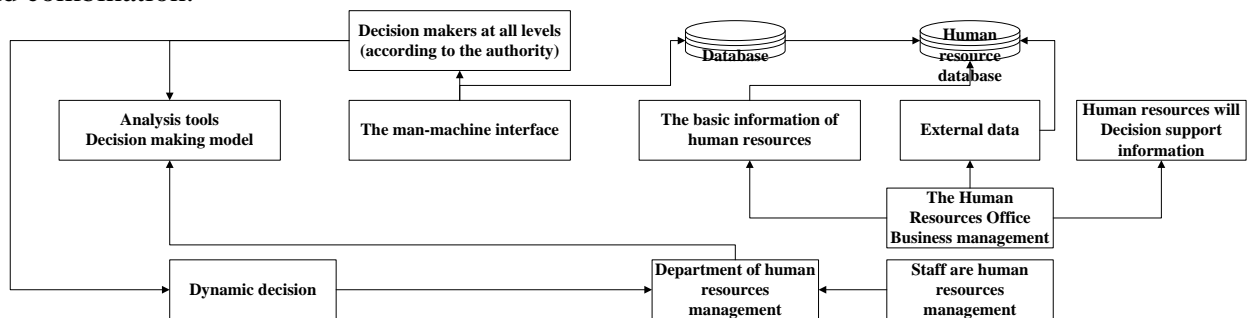 Decision makers at all levels
(according to the authority)
Database
Human
resource
database
Analysis tools
Decision making model
The man-machine interface
The basic information of
human resources
External data
Human resources will
Decision support
information
The Human
Resources Office
Business management
Dynamic decision
Department of human
resources
management
Staff are human
resources
management